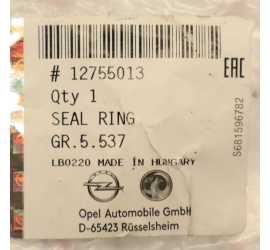 # 12755013
Qty 1
SEAL RING
GR.5.537
LB0220 MADE IN HUNGARY
Opel Automobile GmbH
D-65423 Rüsselsheim
EAC
S681596782